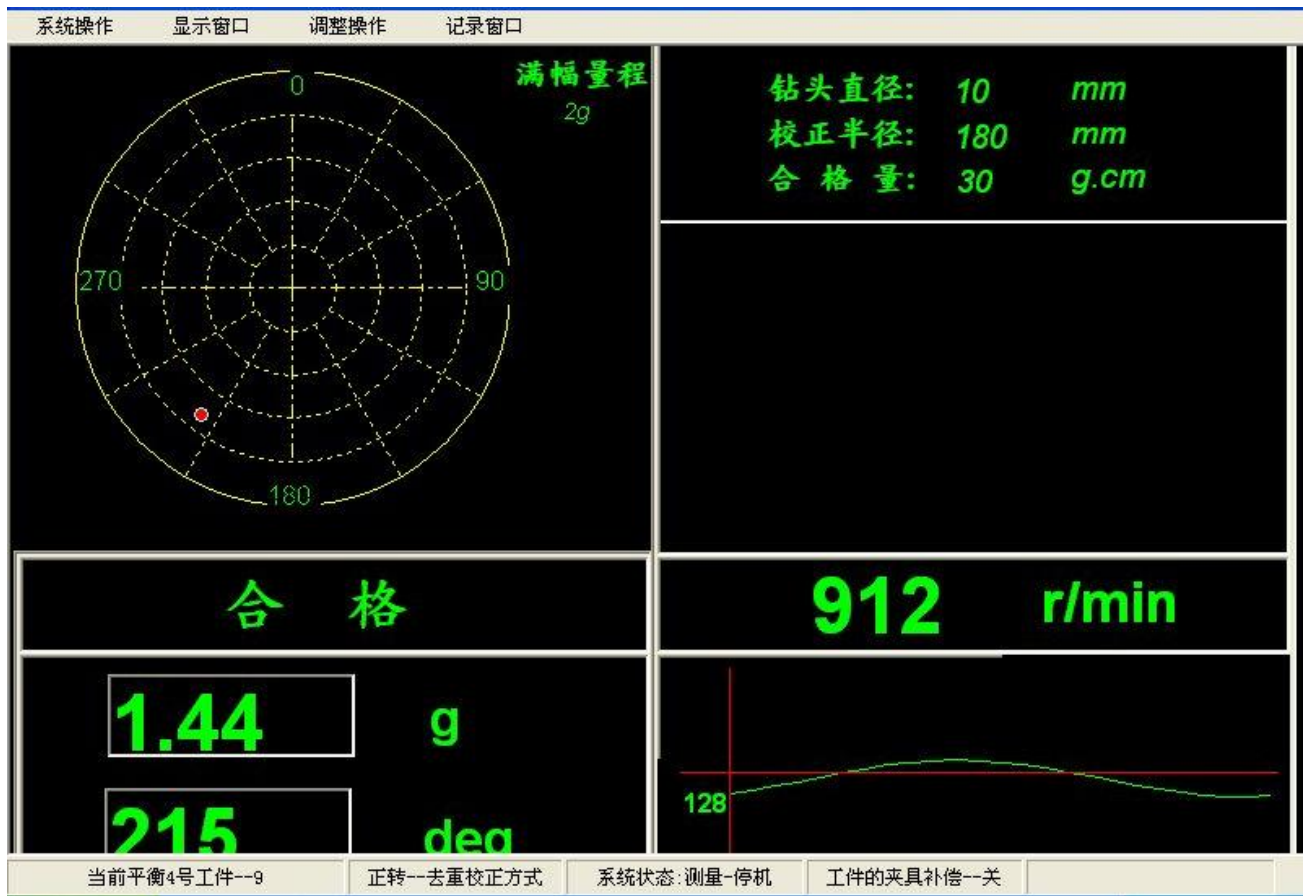 系统操作 显示窗口 调整操作 记录窗口
满幅量程
2g
0
270
90
180
钻头直径: 10 mm
校正半径: 180 mm
合格量: 30 g.cm
合格
912 r/min
1.44 g
215 deg
128
当前平衡4号工件--9 正转--去重校正方式 系统状态:测量-停机 工件的夹具补偿--关